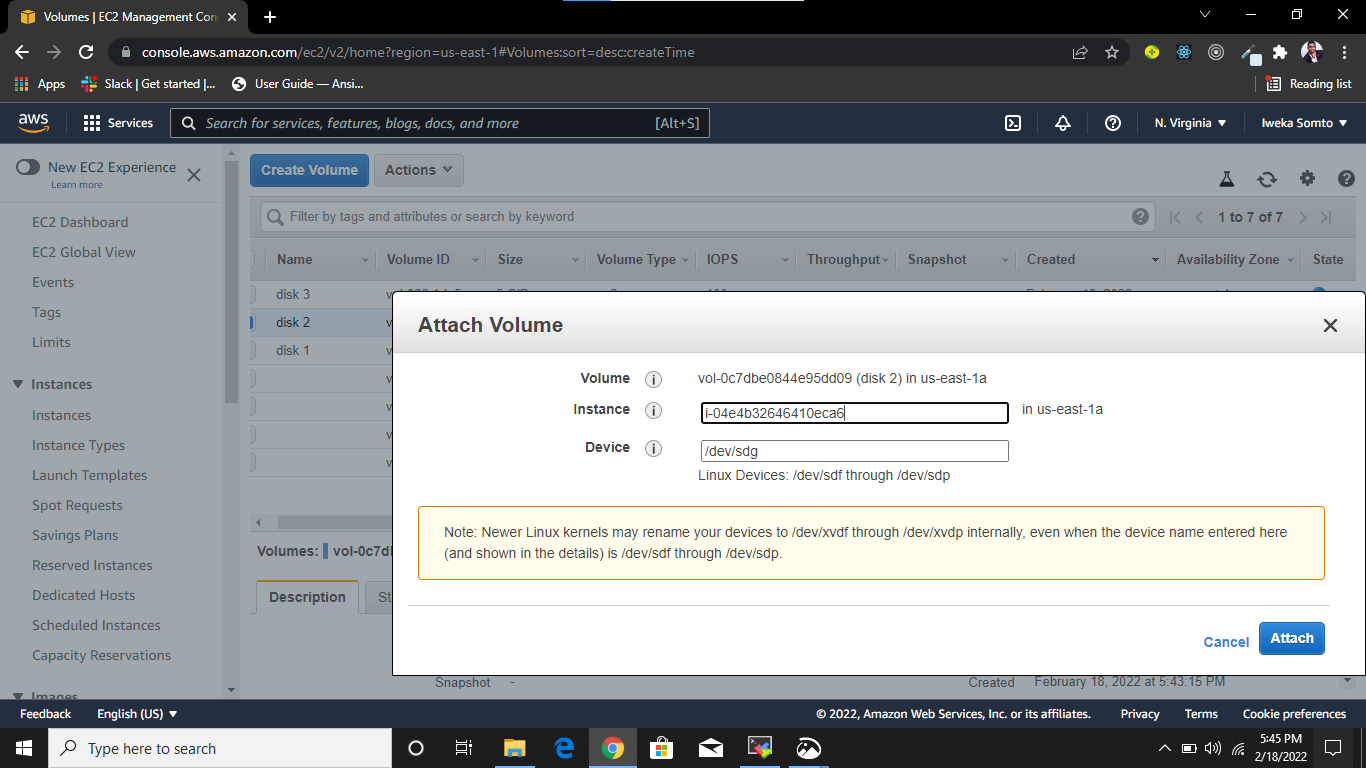 Volumes | EC2 Management Con
console.aws.amazon.com/ec2/v2/home?region=us-east-1#Volumes:sort=desc:createTime
Apps Slack | Get started |... User Guide — Ansi... Reading list
aws Services Search for services, features, blogs, docs, and more [Alt+S] N. Virginia Iweka Somto
New EC2 Experience
Learn more
EC2 Dashboard
EC2 Global View
Events
Tags
Limits
Instances
Instances
Instance Types
Launch Templates
Spot Requests
Savings Plans
Reserved Instances
Dedicated Hosts
Scheduled Instances
Capacity Reservations
Images
Create Volume Actions
Filter by tags and attributes or search by keyword 1 to 7 of 7
Name Volume ID Size Volume Type IOPS Throughput Snapshot Created Availability Zone State
disk 3
disk 2
disk 1
Volumes: vol-0c7d
Description St
Attach Volume
Volume vol-0c7dbe0844e95dd09 (disk 2) in us-east-1a
Instance i-04e4b32646410eca6 in us-east-1a
Device /dev/sdg
Linux Devices: /dev/sdf through /dev/sdp
Note: Newer Linux kernels may rename your devices to /dev/xvdf through /dev/xvdp internally, even when the device name entered here
(and shown in the details) is /dev/sdf through /dev/sdp.
Cancel Attach
Snapshot - Created February 18, 2022 at 5:43:15 PM
Feedback English (US) © 2022, Amazon Web Services, Inc. or its affiliates. Privacy Terms Cookie preferences
Type here to search
5:45 PM
2/18/2022